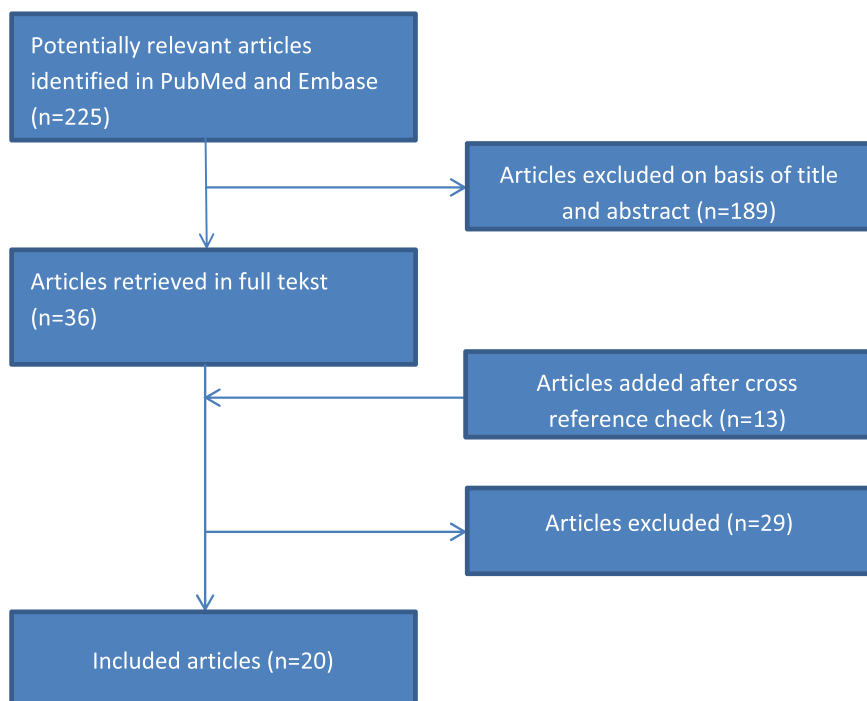 Potentially relevant articles
identified in PubMed and Embase
(n=225)
Articles excluded on basis of title
and abstract (n=189)
Articles retrieved in full tekst
(n=36)
Articles added after cross
reference check (n=13)
Articles excluded (n=29)
Included articles (n=20)